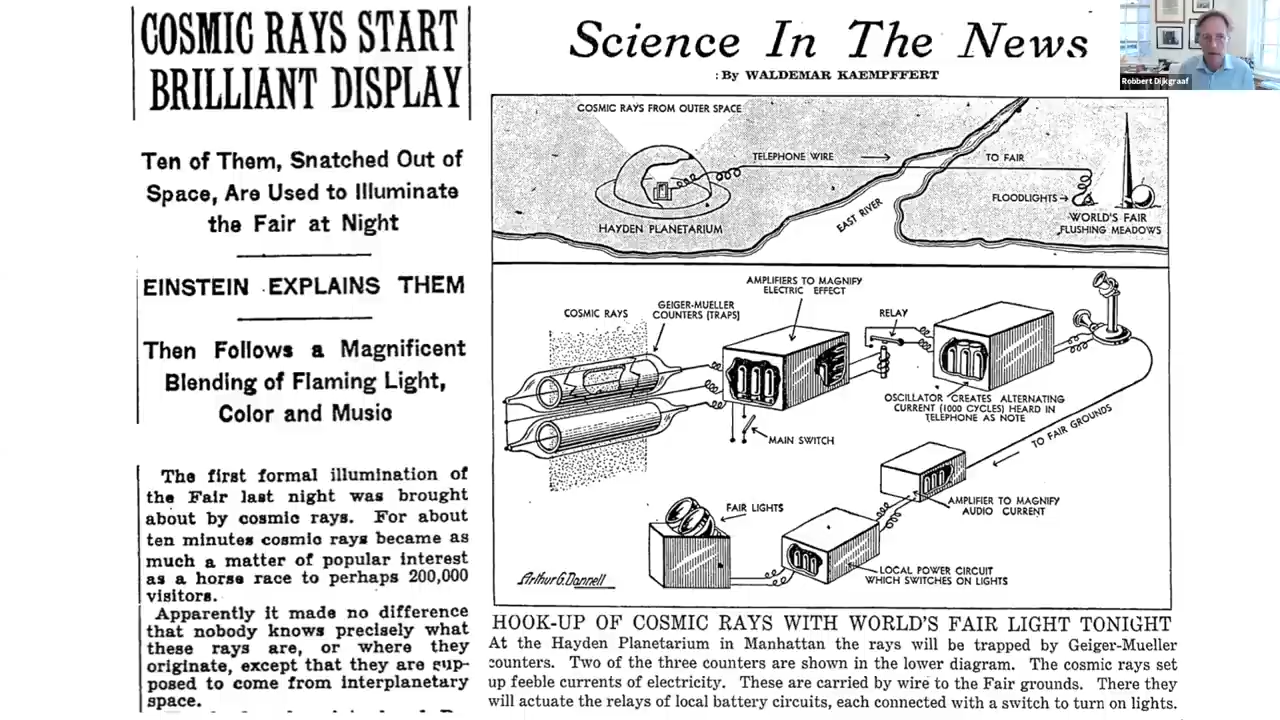 COSMIC RAYS START
BRILLIANT DISPLAY
Ten of Them, Snatched Out of
Space, Are Used to Illuminate
the Fair at Night
EINSTEIN EXPLAINS THEM
Then Follows a Magnificent
Blending of Flaming Light,
Color and Music
The first formal illumination of
the Fair last night was brought
about by cosmic rays. For about
ten minutes cosmic rays became as
much a matter of popular interest
as a horse race to perhaps 200,000
visitors.
Apparently it made no difference
that nobody knows precisely what
these rays are, or where they
originate, except that they are sup-
posed to come from interplanetary
space.
Science In The News
By WALDEMAR KAEMPFFERT
COSMIC RAYS FROM OUTER SPACE
TELEPHONE WIRE
TO FAIR
FLOODLIGHTS
EAST RIVER
HAYDEN PLANETARIUM
WORLD'S FAIR
FLUSHING MEADOWS
AMPLIFIERS TO MAGNIFY
ELECTRIC EFFECT
COSMIC RAYS
GEIGER-MUELLER
COUNTERS (TRAPS)
RELAY
OSCILLATOR CREATES ALTERNATING
CURRENT (1000 CYCLES) HEARD IN
TELEPHONE AS NOTE
MAIN SWITCH
TO FAIR GROUNDS
AMPLIFIER TO MAGNIFY
AUDIO CURRENT
FAIR LIGHTS
LOCAL POWER CIRCUIT
WHICH SWITCHES ON LIGHTS
Arthur G. Dannell
HOOK-UP OF COSMIC RAYS WITH WORLD'S FAIR LIGHT TONIGHT
At the Hayden Planetarium in Manhattan the rays will be trapped by Geiger-Mueller
counters. Two of the three counters are shown in the lower diagram. The cosmic rays set
up feeble currents of electricity. These are carried by wire to the Fair grounds. There they
will actuate the relays of local battery circuits, each connected with a switch to turn on lights.
Robbert Dijkgraaf